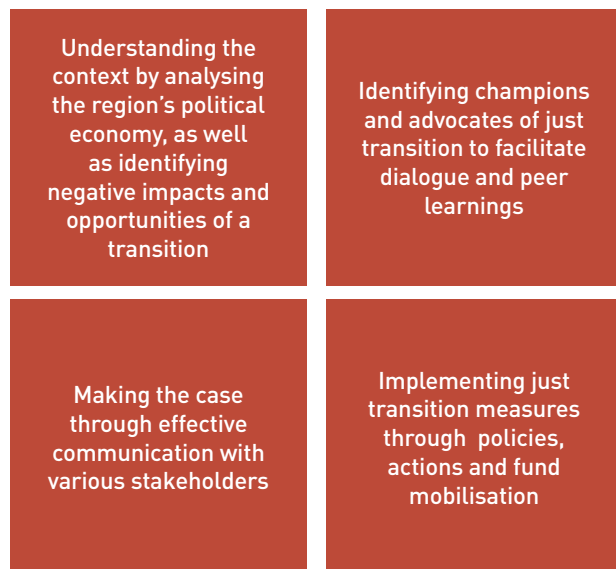 Understanding the
context by analysing
the region's political
economy, as well
as identifying
negative impacts and
opportunities of a
transition
Identifying champions
and advocates of just
transition to facilitate
dialogue and peer
learnings
Making the case
through effective
communication with
various stakeholders
Implementing just
transition measures
through policies,
actions and fund
mobilisation